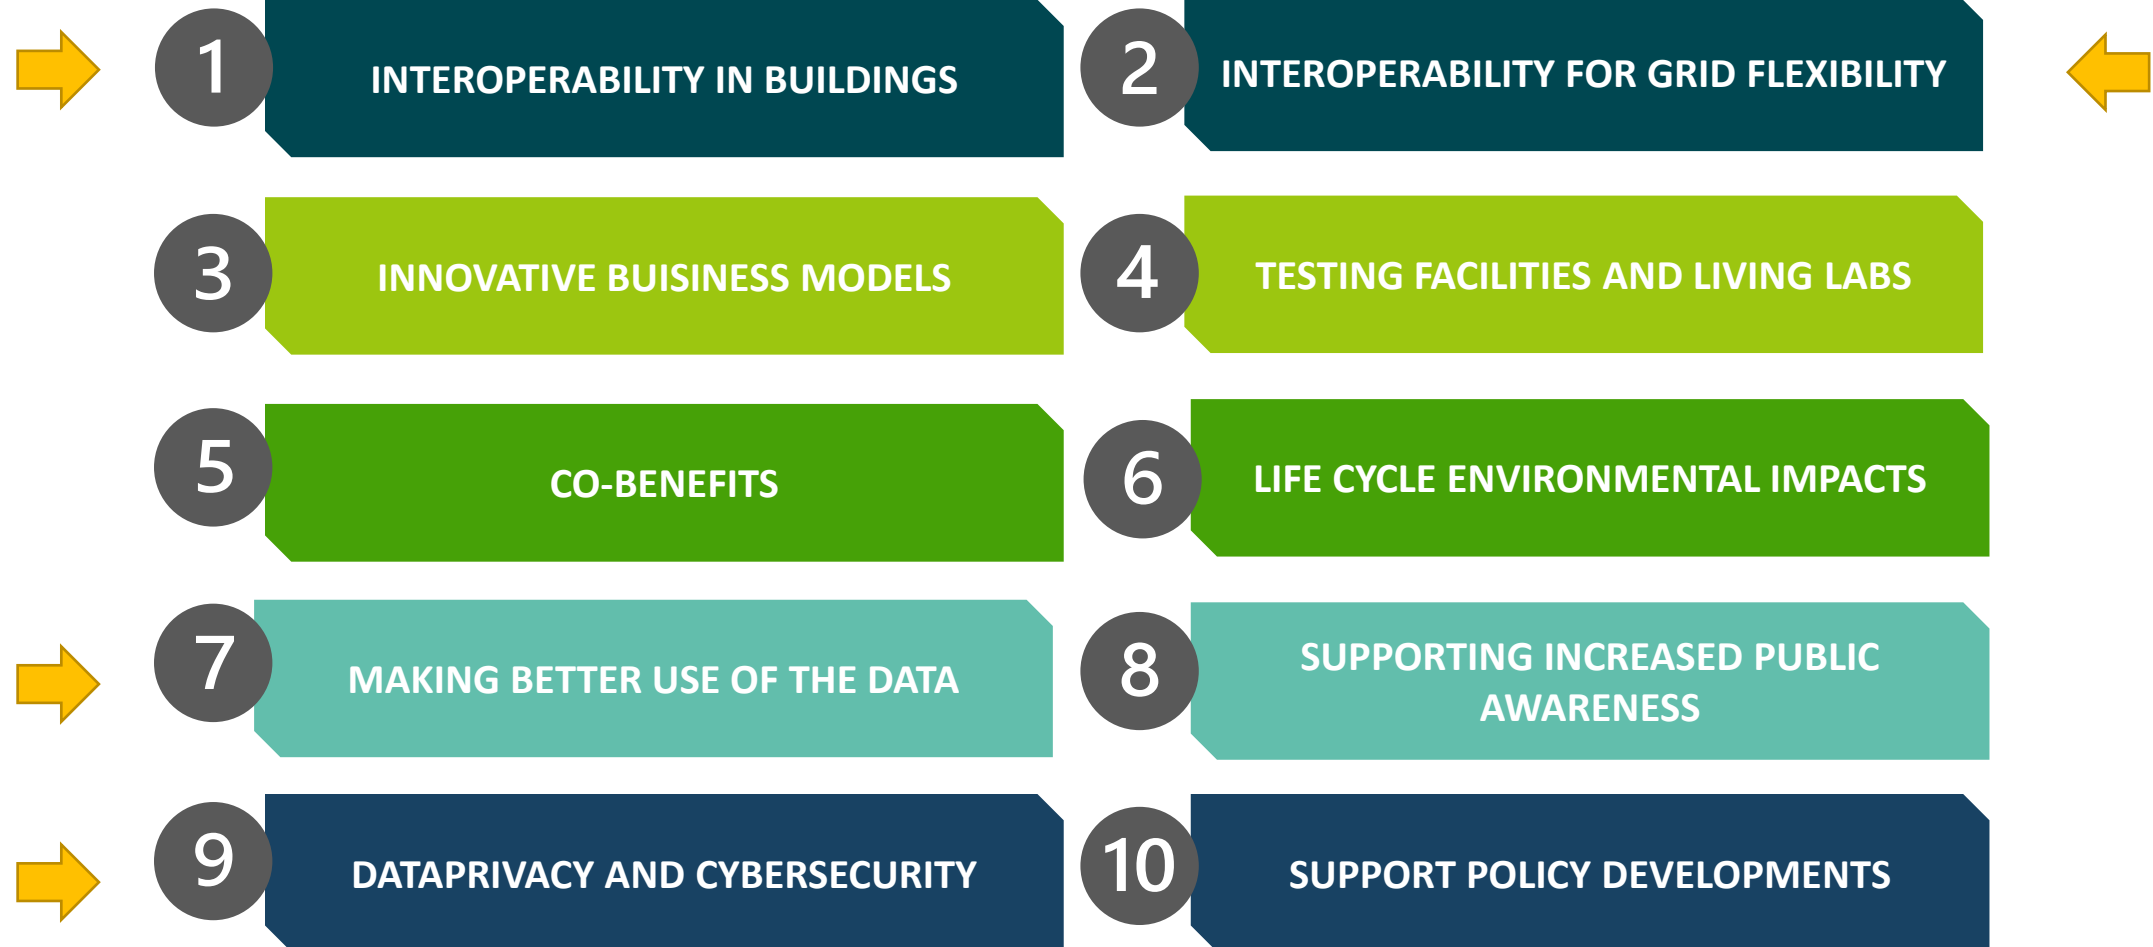 1
INTEROPERABILITY IN BUILDINGS
2
INTEROPERABILITY FOR GRID FLEXIBILITY
3
INNOVATIVE BUISINESS MODELS
4
TESTING FACILITIES AND LIVING LABS
5
CO-BENEFITS
6
LIFE CYCLE ENVIRONMENTAL IMPACTS
7
MAKING BETTER USE OF THE DATA
8
SUPPORTING INCREASED PUBLIC
AWARENESS
9
DATAPRIVACY AND CYBERSECURITY
10
SUPPORT POLICY DEVELOPMENTS